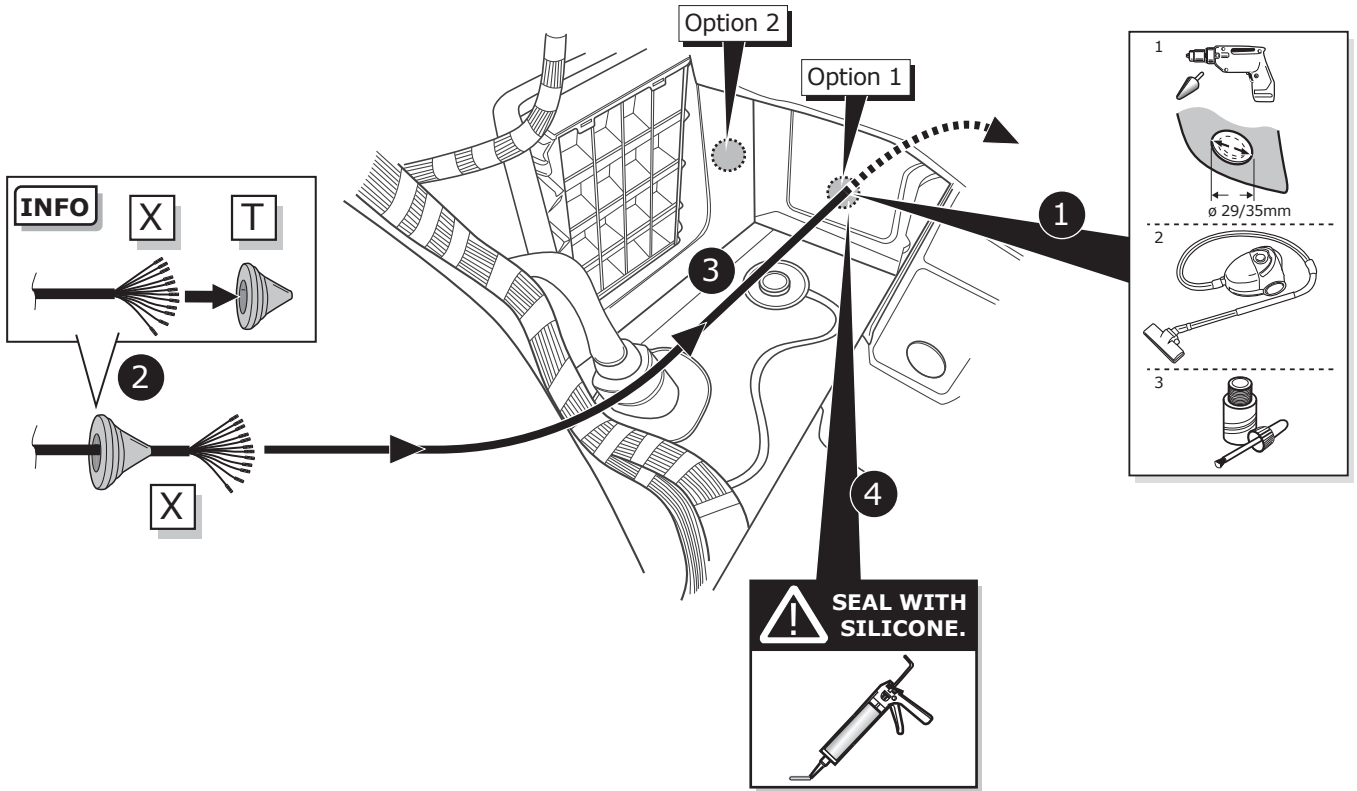 Option 2
Option 1
INFO
X
T
2
X
3
1
4
SEAL WITH
SILICONE.
1
ø 29/35mm
2
3